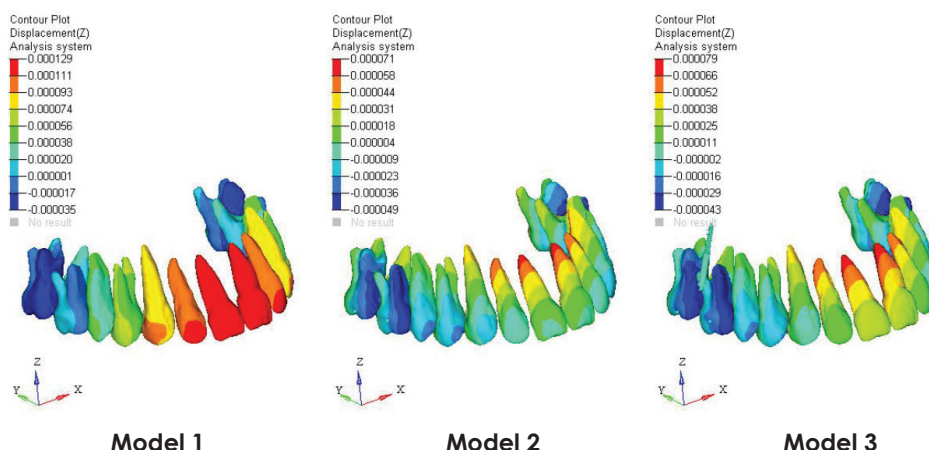 Contour Plot
Displacement(Z)
Analysis system
0.000129
0.000111
0.000093
0.000074
0.000056
0.000038
0.000020
0.000001
-0.000017
-0.000035
No result
Z
Y
X
Model 1
Contour Plot
Displacement(Z)
Analysis system
0.000071
0.000058
0.000044
0.000031
0.000018
0.000004
-0.000009
-0.000023
-0.000036
-0.000049
No result
Z
Y
X
Model 2
Contour Plot
Displacement(Z)
Analysis system
0.000079
0.000066
0.000052
0.000038
0.000025
0.000011
-0.000002
-0.000016
-0.000029
-0.000043
No result
Z
Y
X
Model 3